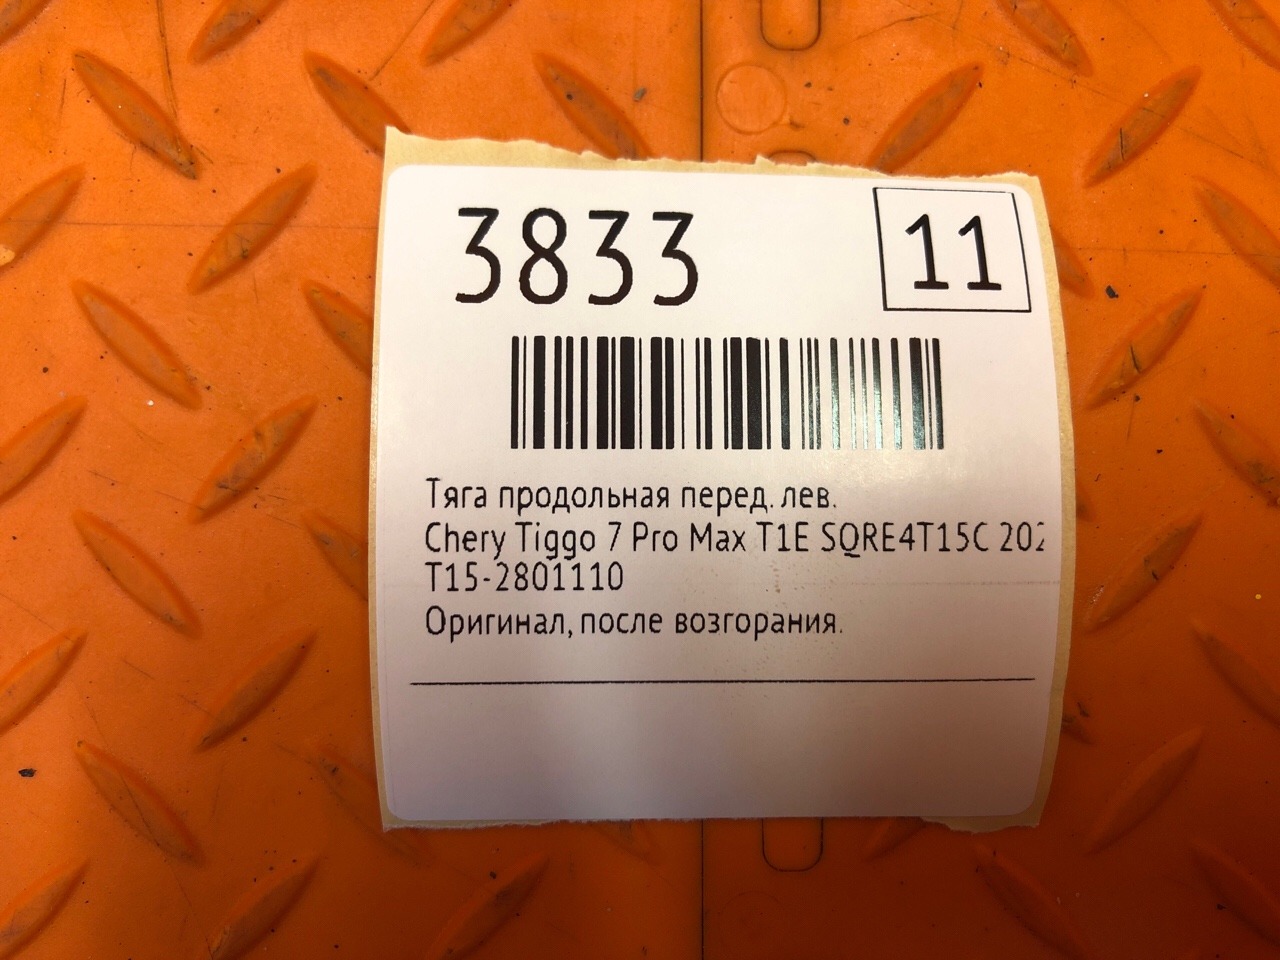 3833
11
Тяга продольная перед. лев.
Chery Tiggo 7 Pro Max T1E SQRE4T15C 202
T15-2801110
Оригинал, после возгорания.